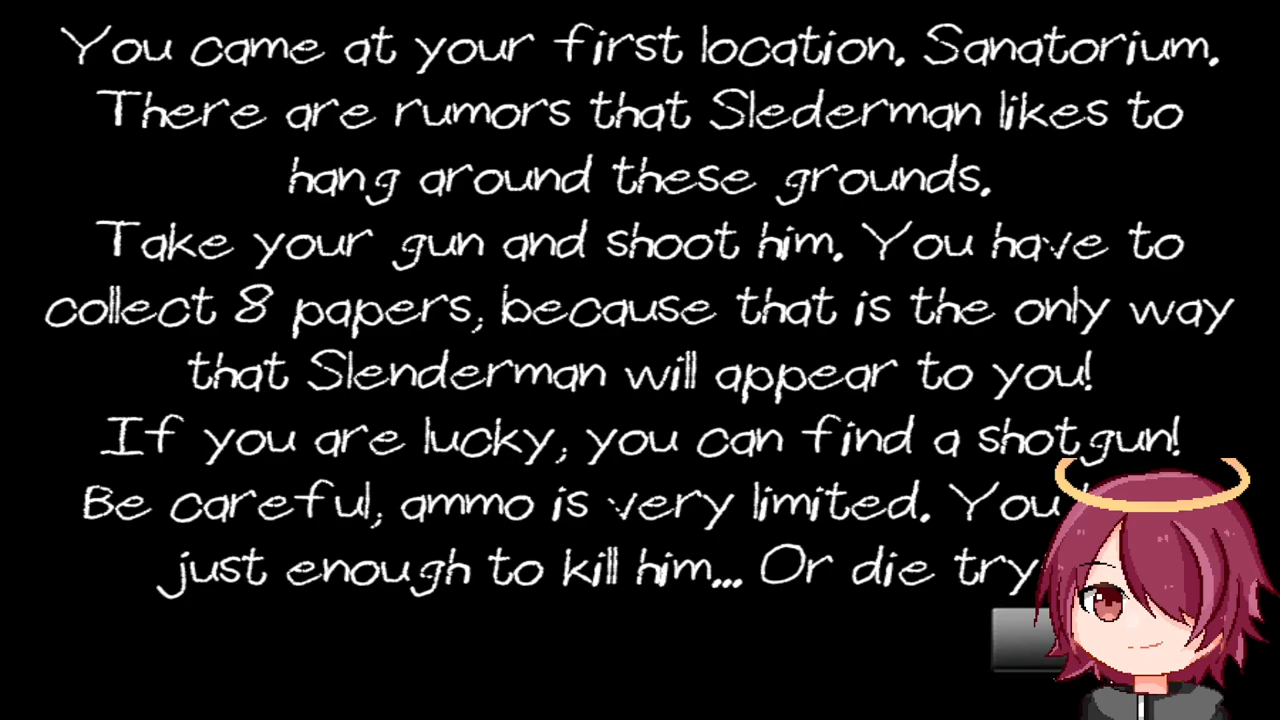 You came at your first location. Sanatorium.
There are rumors that Slederman likes to
hang around these grounds.
Take your gun and shoot him. You have to
collect 8 papers, because that is the only way
that Slenderman will appear to you!
If you are lucky, you can find a shotgun!
Be careful, ammo is very limited. You
just enough to kill him... Or die